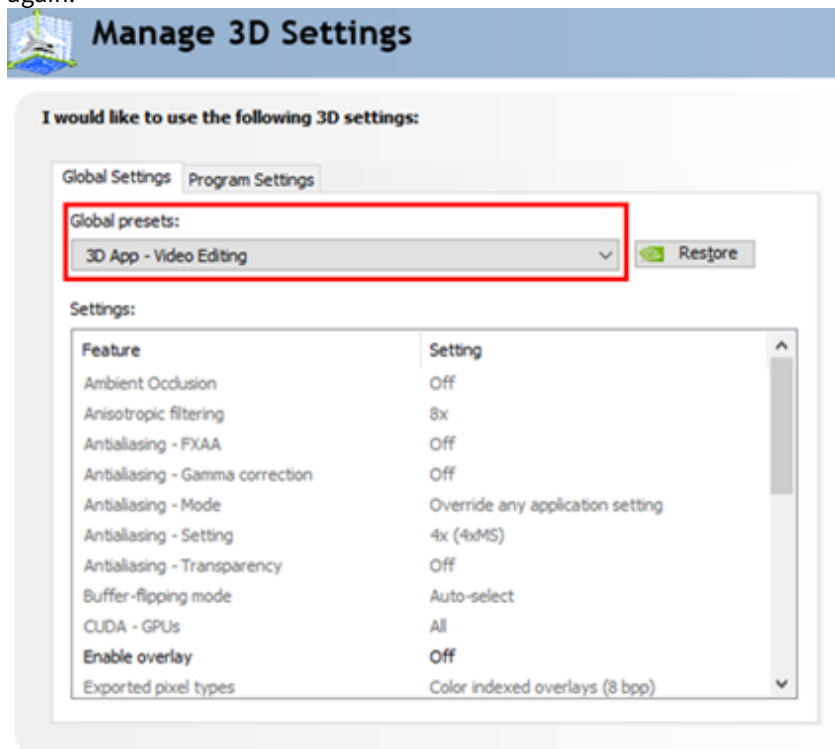 again.
Manage 3D Settings
I would like to use the following 3D settings:
Global Settings Program Settings
Global presets:
3D App - Video Editing Restore
Settings:
Feature Setting
Ambient Occlusion Off
Anisotropic filtering 8x
Antialiasing - FXAA Off
Antialiasing - Gamma correction Off
Antialiasing - Mode Override any application setting
Antialiasing - Setting 4x (4xMS)
Antialiasing - Transparency Off
Buffer-flipping mode Auto-select
CUDA - GPUs All
Enable overlay Off
Exported pixel types Color indexed overlays (8 bpp)